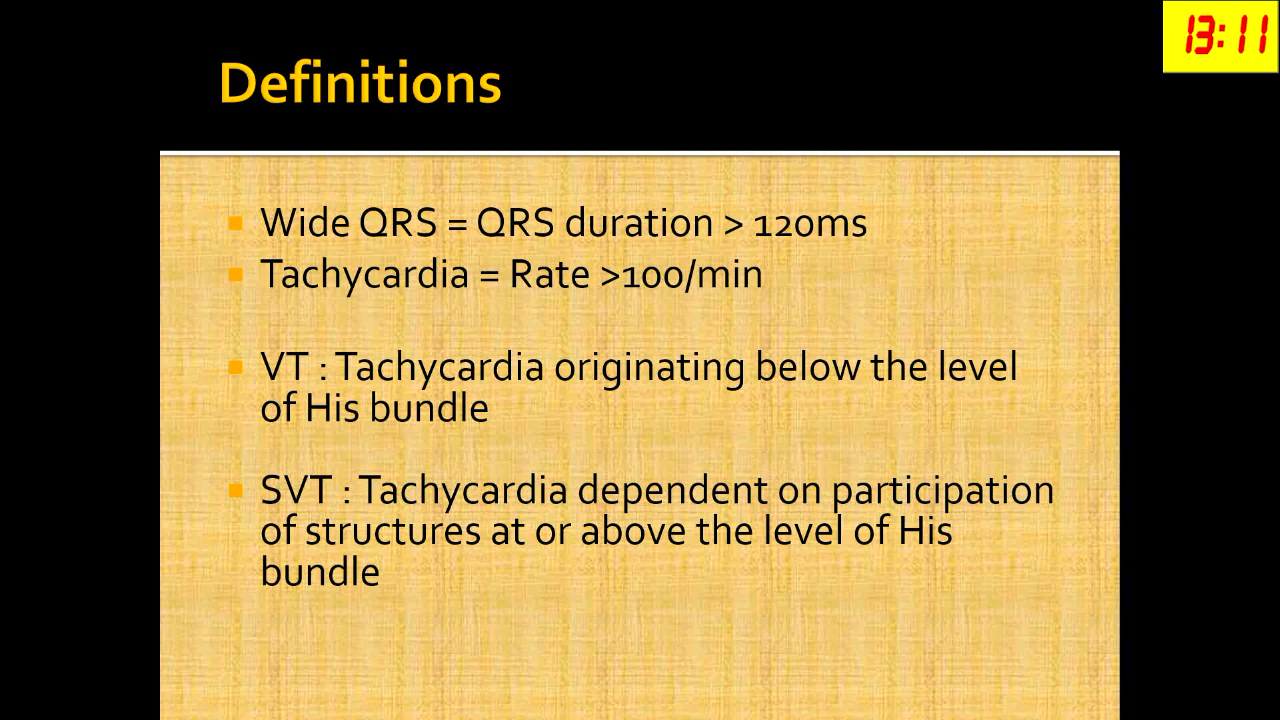 13:11
Definitions
Wide QRS = QRS duration > 120ms
Tachycardia = Rate >100/min
VT : Tachycardia originating below the level
of His bundle
SVT : Tachycardia dependent on participation
of structures at or above the level of His
bundle